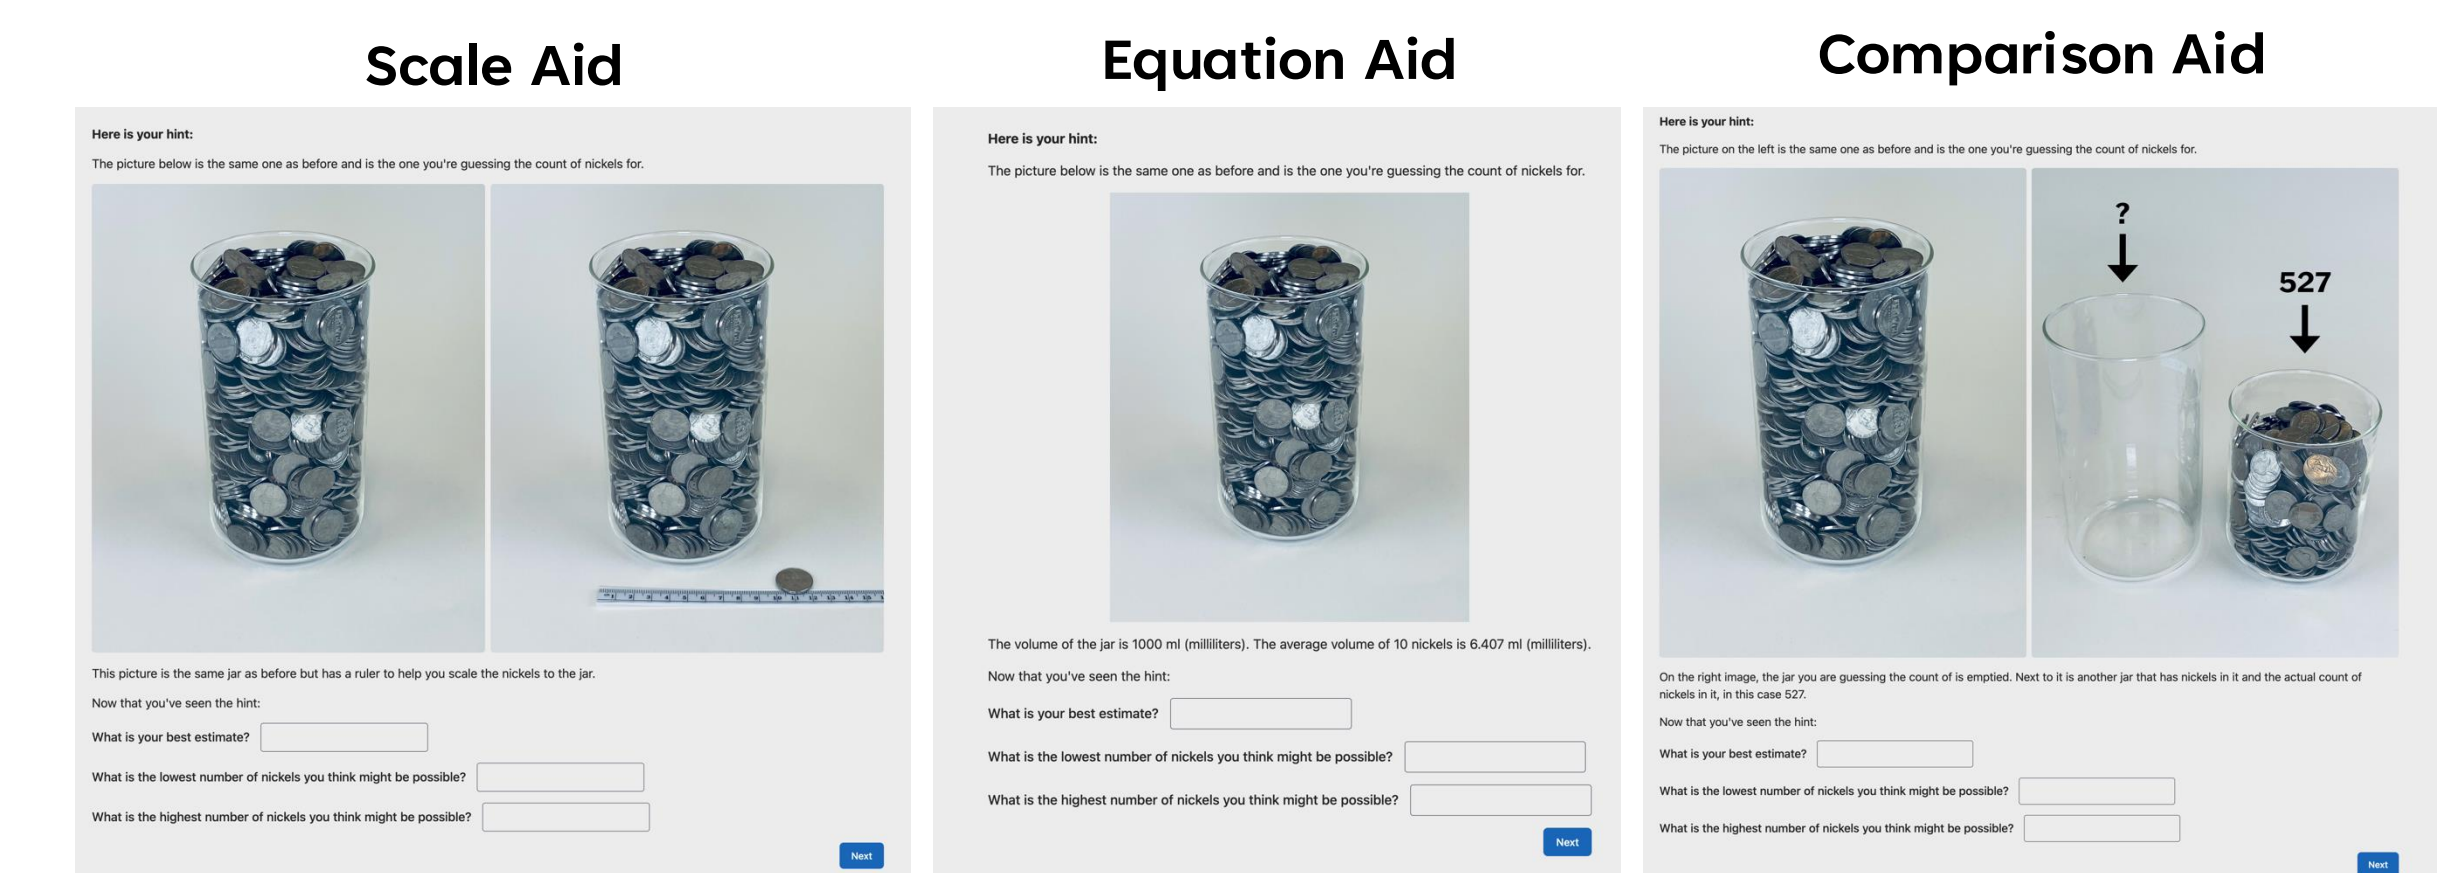 Scale Aid
Here is your hint:
The picture below is the same one as before and is the one you're guessing the count of nickels for.
This picture is the same jar as before but has a ruler to help you scale the nickels to the jar.
Now that you've seen the hint:
What is your best estimate?
What is the lowest number of nickels you think might be possible?
What is the highest number of nickels you think might be possible?
Next
Equation Aid
Here is your hint:
The picture below is the same one as before and is the one you're guessing the count of nickels for.
The volume of the jar is 1000 ml (milliliters). The average volume of 10 nickels is 6.407 ml (milliliters).
Now that you've seen the hint:
What is your best estimate?
What is the lowest number of nickels you think might be possible?
What is the highest number of nickels you think might be possible?
Next
Comparison Aid
Here is your hint:
The picture on the left is the same one as before and is the one you're guessing the count of nickels for.
?
527
On the right image, the jar you are guessing the count of is emptied. Next to it is another jar that has nickels in it and the actual count of
nickels in it, in this case 527.
Now that you've seen the hint:
What is your best estimate?
What is the lowest number of nickels you think might be possible?
What is the highest number of nickels you think might be possible?
Next